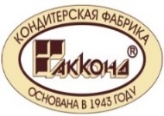 КОНДИТЕРСКАЯ ФАБРИКА
АККОНД®
ОСНОВАНА В 1943 ГОДУ